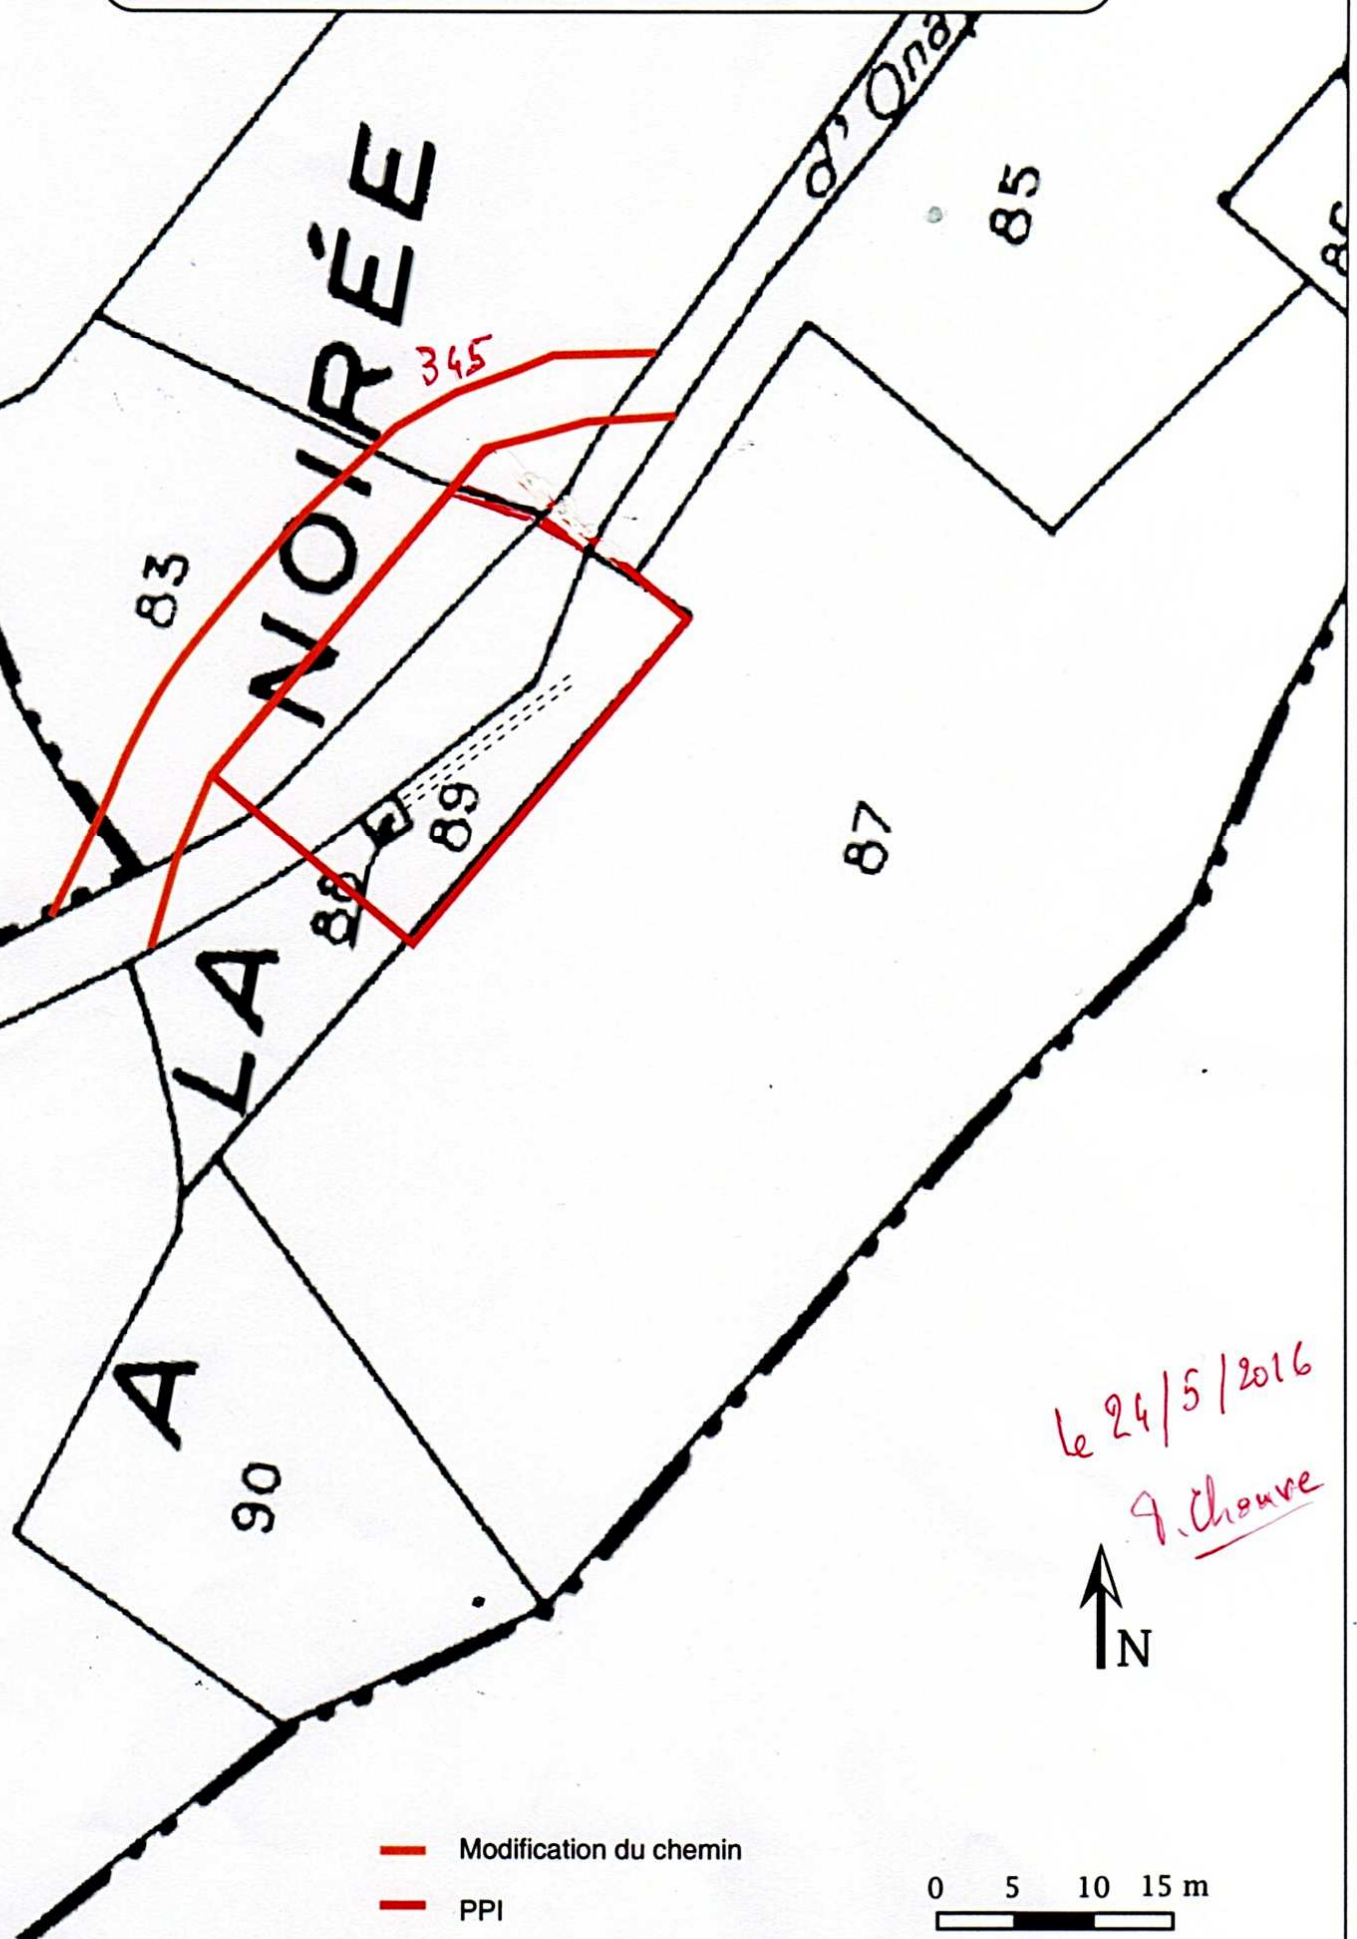 d'Ona
85
86
NOIRÉE
345
83
87
89
88
LA
A
90
le 24/5/2016
N
Modification du chemin
PPI
0 5 10 15 m